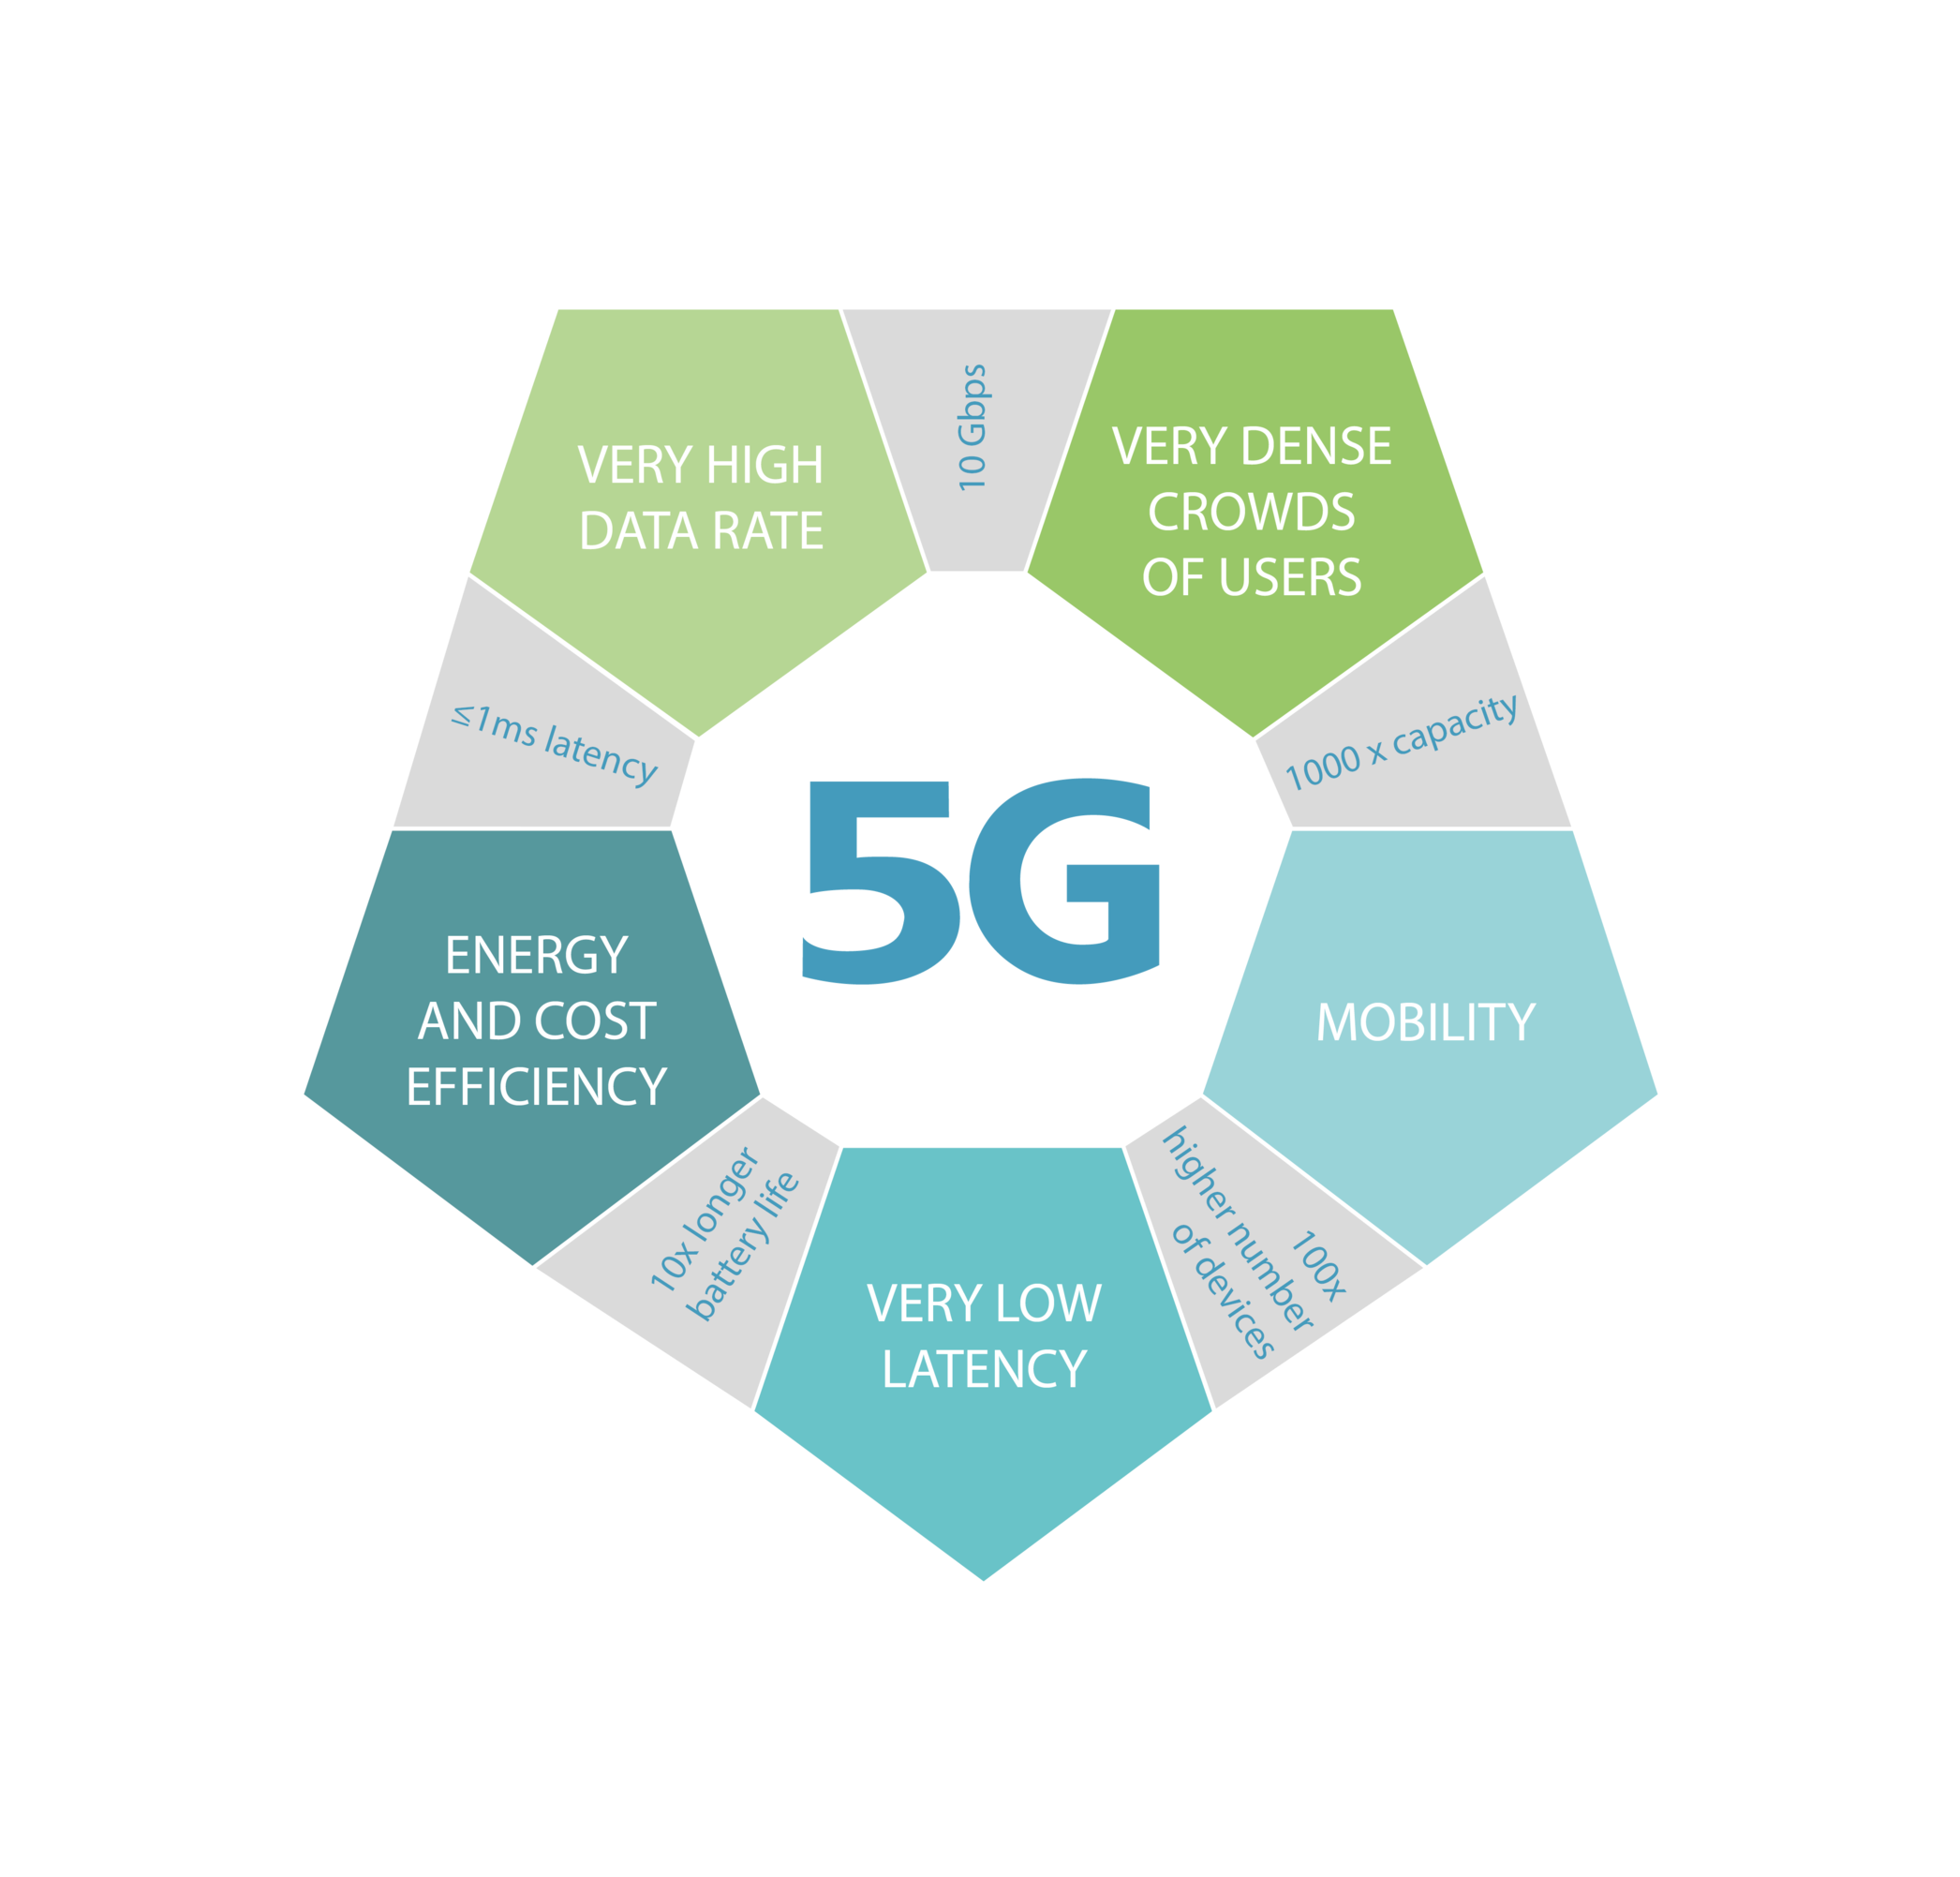 10 Gbps
VERY HIGH
DATA RATE
VERY DENSE
CROWDS
OF USERS
≤1ms latency
1000 x capacity
5G
ENERGY
AND COST
EFFICIENCY
MOBILITY
10x longer
battery life
VERY LOW
LATENCY
100x
higher number
of devices